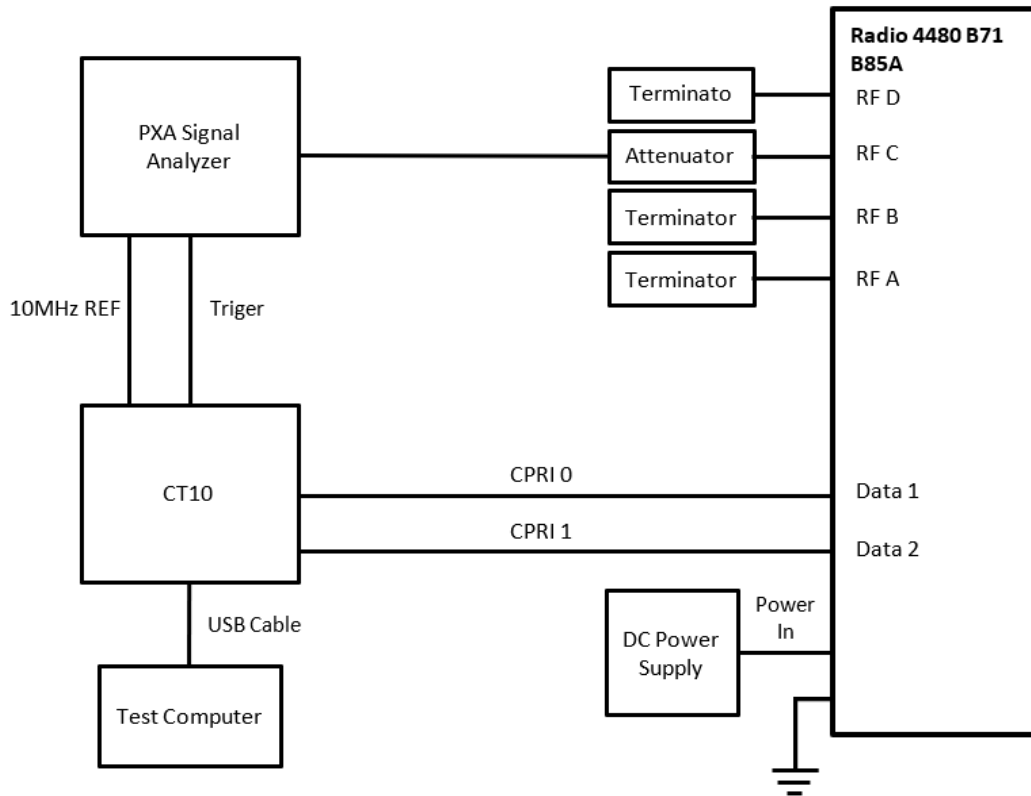 Radio 4480 B71
B85A
PXA Signal
Analyzer
Terminato
RF D
Attenuator
RF C
Terminator
RF B
Terminator
RF A
10MHz REF
Triger
CT10
CPRI 0
Data 1
CPRI 1
Data 2
USB Cable
DC Power
Supply
Power
In
Test Computer